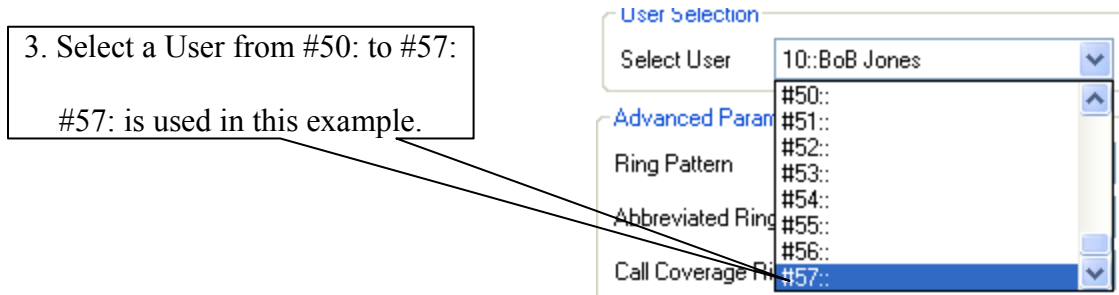 3. Select a User from #50: to #57:
#57: is used in this example.
User Selection
Select User 10::BoB Jones
#50::
Advanced Param
#51::
#52::
Ring Pattern
#53::
#54::
Abbreviated Ring
#55::
#56::
Call Coverage Ri
#57::